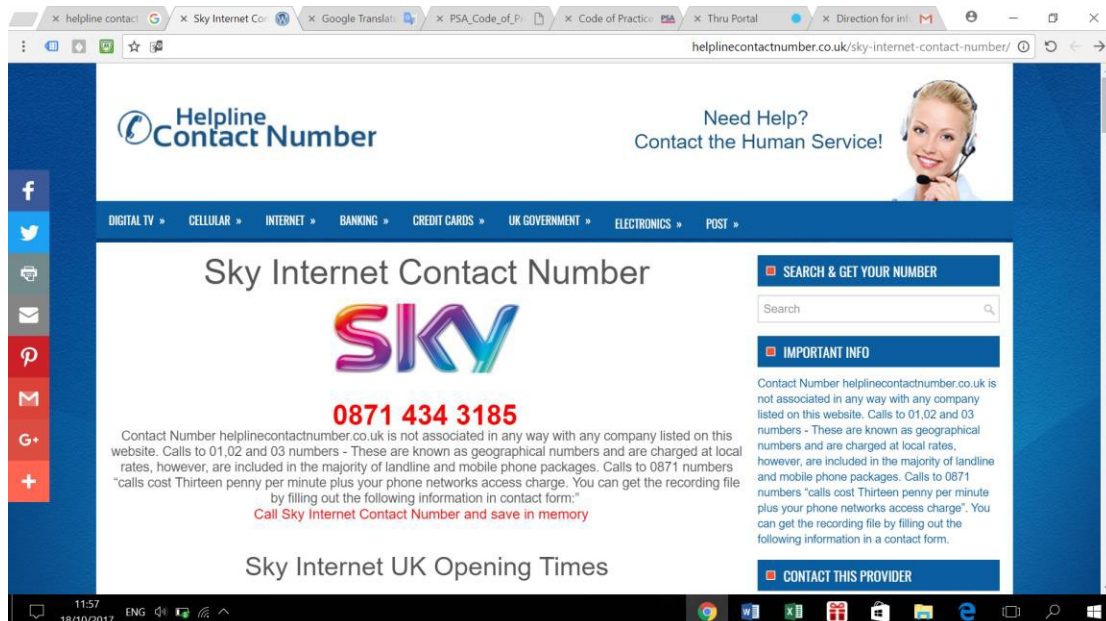 helpline contact
Sky Internet Con
Google Translat
PSA_Code_of_Pr
Code of Practice
Thru Portal
Direction for inf
helplinecontactnumber.co.uk/sky-internet-contact-number/
Helpline
Contact Number
Need Help?
Contact the Human Service!
DIGITAL TV » CELLULAR » INTERNET » BANKING » CREDIT CARDS » UK GOVERNMENT » ELECTRONICS » POST »
Sky Internet Contact Number
sky
0871 434 3185
Contact Number helplinecontactnumber.co.uk is not associated in any way with any company listed on this
website. Calls to 01,02 and 03 numbers - These are known as geographical numbers and are charged at local
rates, however, are included in the majority of landline and mobile phone packages. Calls to 0871 numbers
“calls cost Thirteen penny per minute plus your phone networks access charge. You can get the recording file
by filling out the following information in contact form:”
Call Sky Internet Contact Number and save in memory
Sky Internet UK Opening Times
SEARCH & GET YOUR NUMBER
Search
IMPORTANT INFO
Contact Number helplinecontactnumber.co.uk is
not associated in any way with any company
listed on this website. Calls to 01,02 and 03
numbers - These are known as geographical
numbers and are charged at local rates,
however, are included in the majority of landline
and mobile phone packages. Calls to 0871
numbers “calls cost Thirteen penny per minute
plus your phone networks access charge”. You
can get the recording file by filling out the
following information in a contact form.
CONTACT THIS PROVIDER
11:57
18/10/2017
ENG